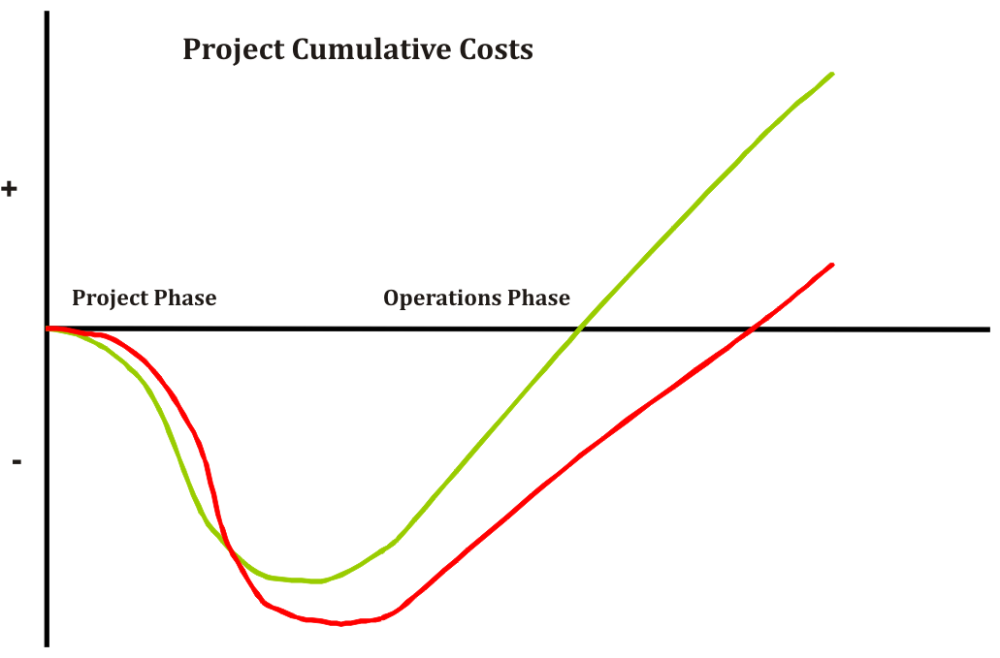 Project Cumulative Costs
+
Project Phase
Operations Phase
-